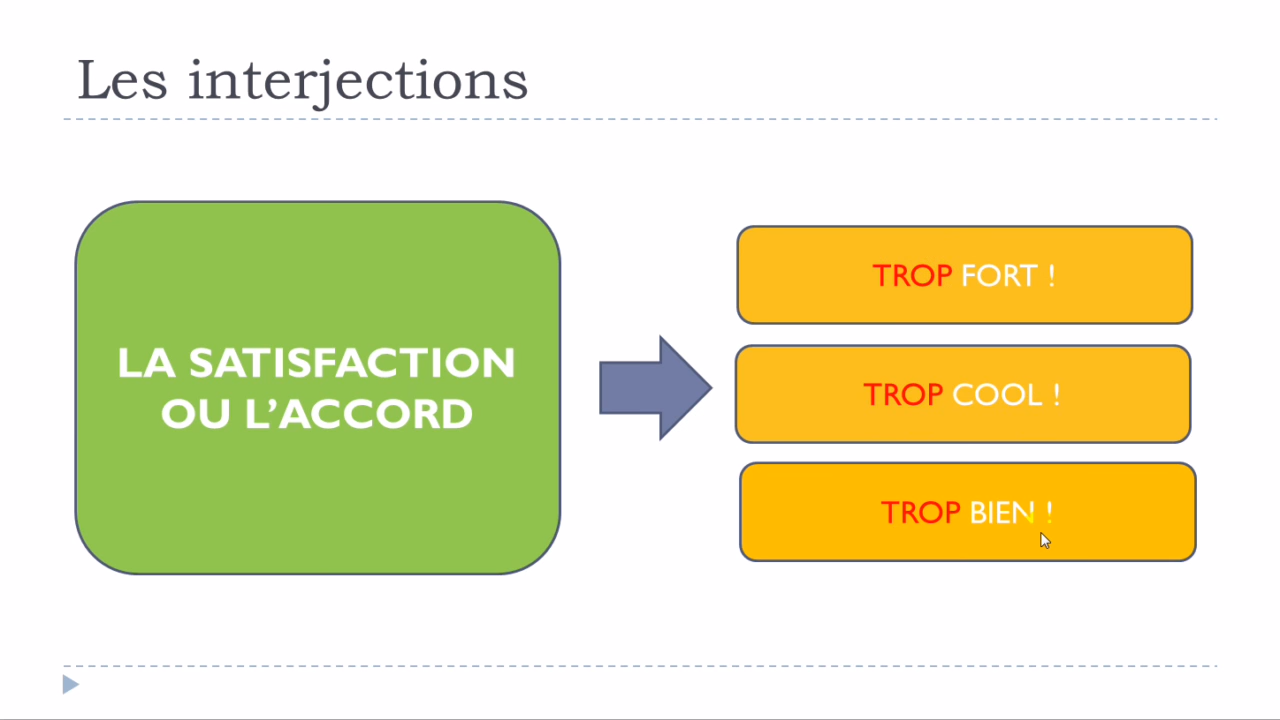 Les interjections
LA SATISFACTION
OU L’ACCORD
TROP FORT !
TROP COOL !
TROP BIEN !